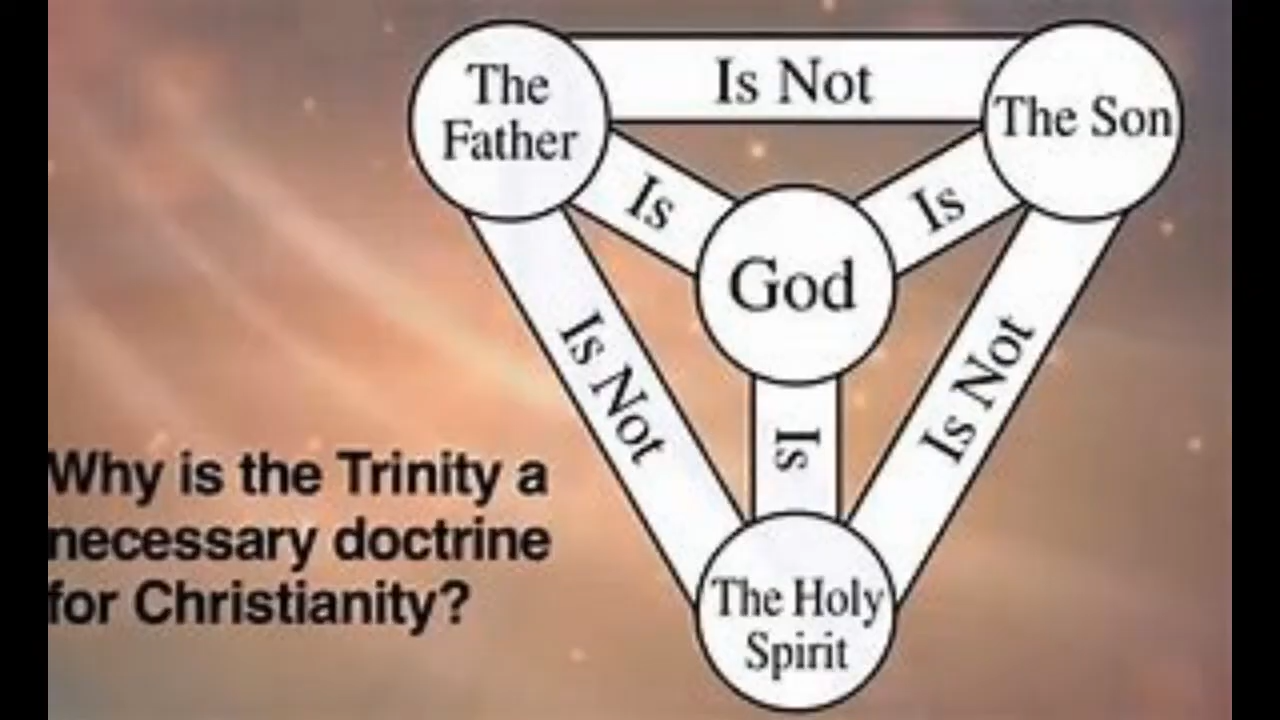 The
Father
Is Not
The Son
Is
Is
God
Is Not
Is Not
Is
The Holy
Spirit
Why is the Trinity a
necessary doctrine
for Christianity?